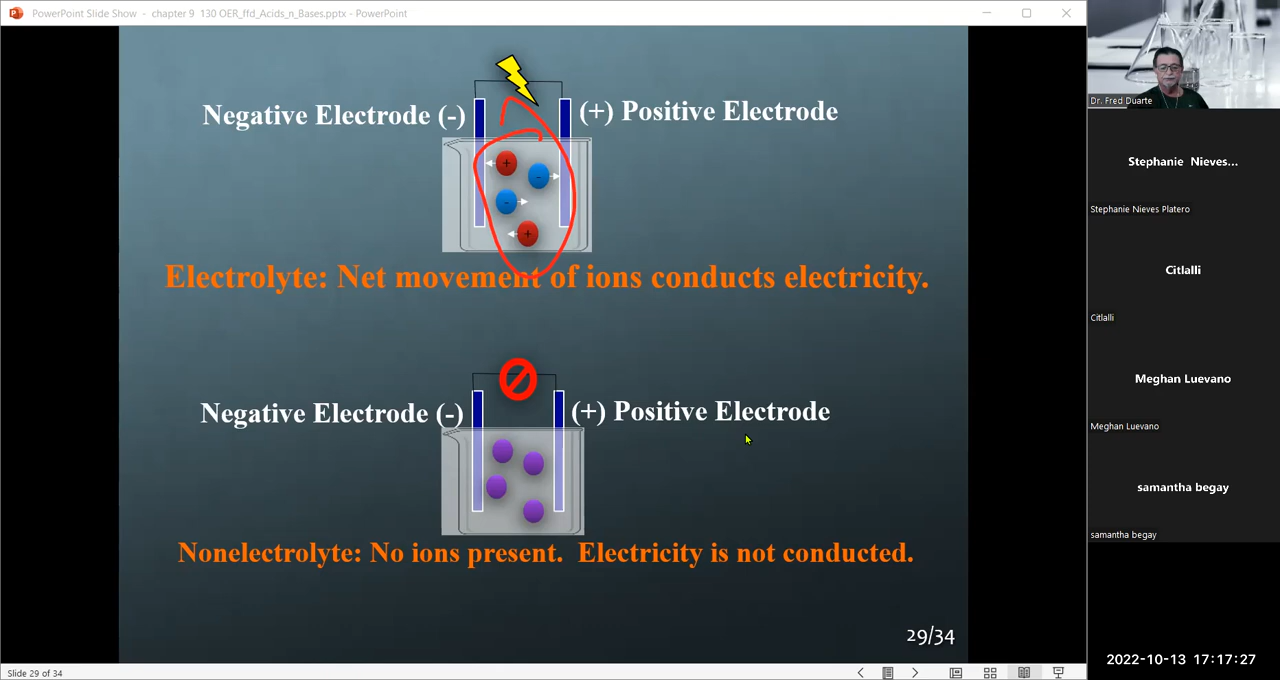 PowerPoint Slide Show - chapter 9 130 OER_ffd_Acids_n_Bases.pptx - PowerPoint
Negative Electrode (-)
(+) Positive Electrode
+
-
-
+
Electrolyte: Net movement of ions conducts electricity.
Negative Electrode (-)
(+) Positive Electrode
Nonelectrolyte: No ions present. Electricity is not conducted.
29/34
Slide 29 of 34
Dr. Fred Duarte
Stephanie Nieves...
Stephanie Nieves Platero
Citlalli
Citlalli
Meghan Luevano
Meghan Luevano
samantha begay
samantha begay
2022-10-13 17:17:27